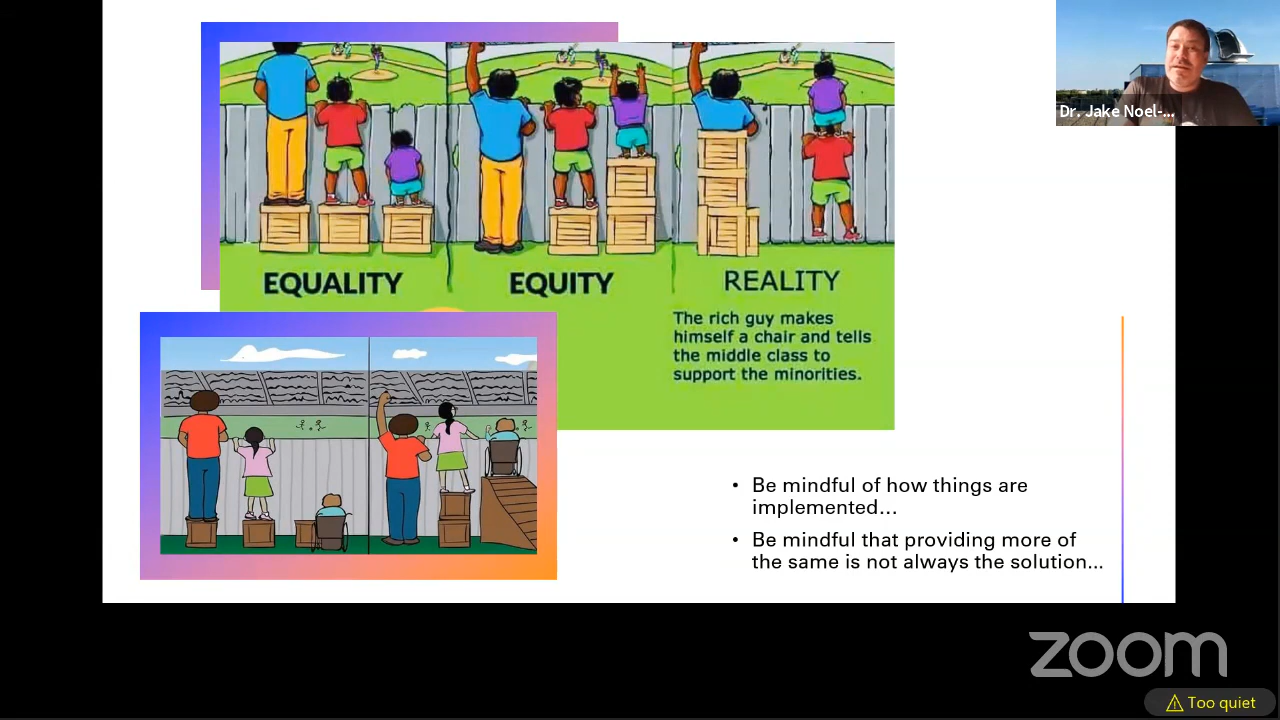 Dr. Jake Noel-...
EQUALITY
EQUITY
REALITY
The rich guy makes
himself a chair and tells
the middle class to
support the minorities.
• Be mindful of how things are
implemented...
• Be mindful that providing more of
the same is not always the solution...
zoom
Too quiet